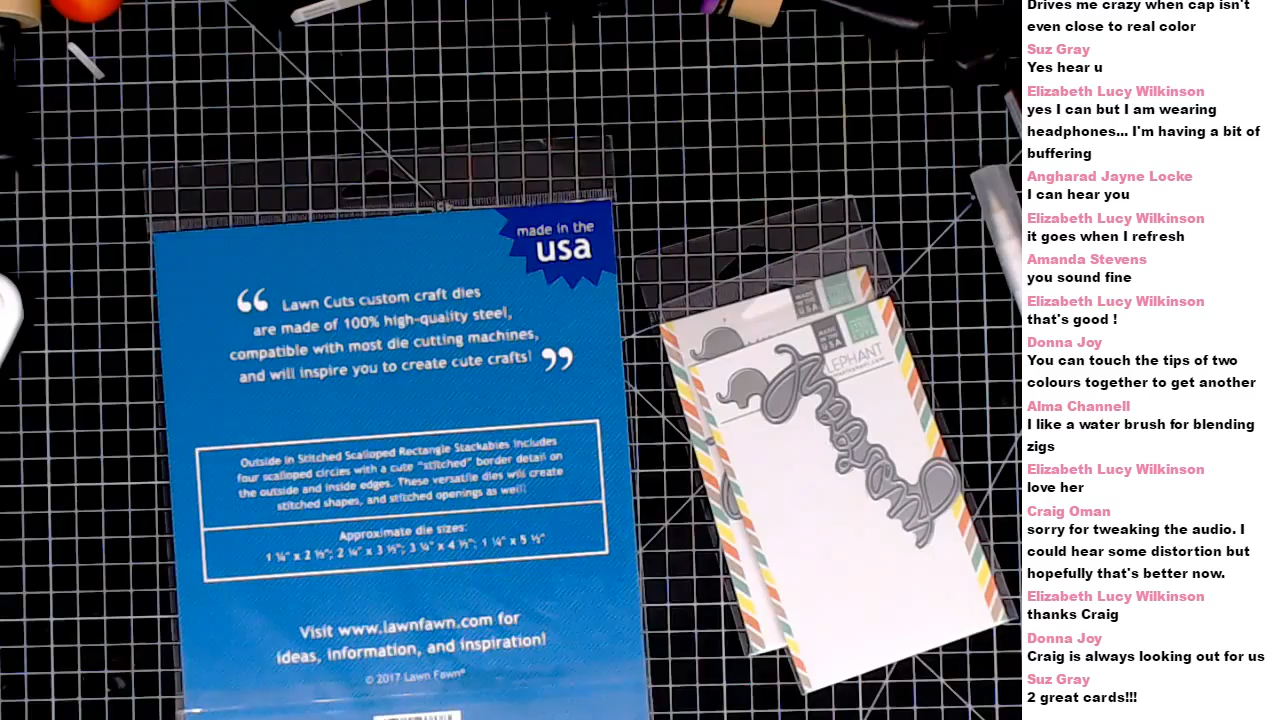 made in the
usa
“ Lawn Cuts custom craft dies
are made of 100% high-quality steel,
compatible with most die cutting machines,
and will inspire you to create cute crafts! ”
Outside in Stitched Scalloped Rectangle Stackables includes
four scalloped circles with a cute "stitched" border detail on
the outside and inside edges. These versatile dies will create
stitched shapes, and stitched openings as well!
Approximate die sizes:
Visit www.lawnfawn.com for
ideas, information, and inspiration!
© 2017 Lawn Fawn®
MADE
IN THE
USA
MADE
IN THE
USA
ELEPHANT
Drives me crazy when cap isn't
even close to real color
Suz Gray
Yes hear u
Elizabeth Lucy Wilkinson
yes I can but I am wearing
headphones... I'm having a bit of
buffering
Angharad Jayne Locke
I can hear you
Elizabeth Lucy Wilkinson
it goes when I refresh
Amanda Stevens
you sound fine
Elizabeth Lucy Wilkinson
that's good !
Donna Joy
You can touch the tips of two
colours together to get another
Alma Channell
I like a water brush for blending
zigs
Elizabeth Lucy Wilkinson
love her
Craig Oman
sorry for tweaking the audio. I
could hear some distortion but
hopefully that's better now.
Elizabeth Lucy Wilkinson
thanks Craig
Donna Joy
Craig is always looking out for us
Suz Gray
2 great cards!!!